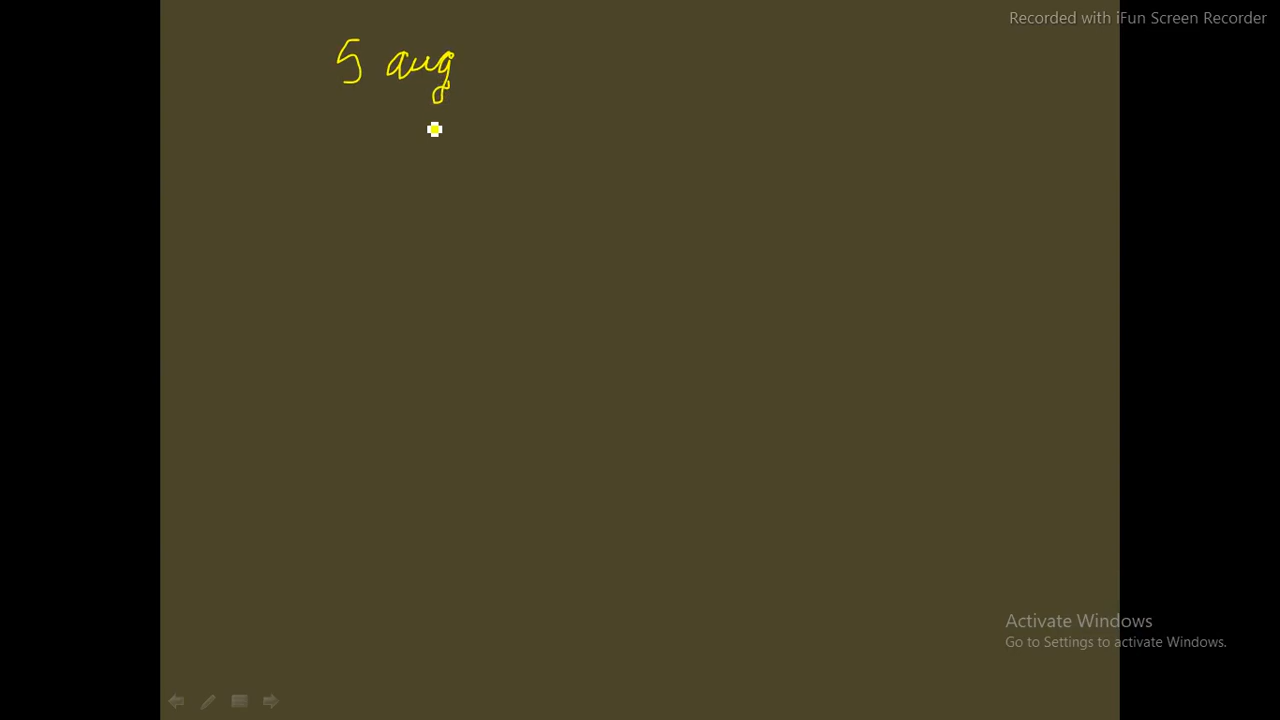 Recorded with iFun Screen Recorder
5 aug
Activate Windows
Go to Settings to activate Windows.